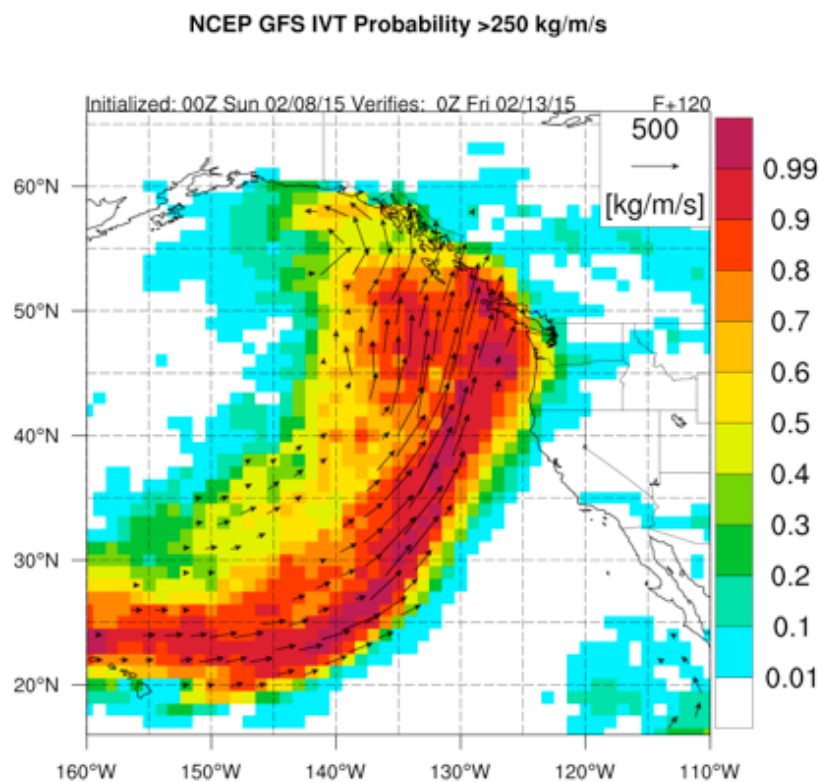 NCEP GFS IVT Probability >250 kg/m/s
Initialized: 00Z Sun 02/08/15 Verifies: 0Z Fri 02/13/15 F+120
500
[kg/m/s]
60°N
50°N
40°N
30°N
20°N
160°W 150°W 140°W 130°W 120°W 110°W
0.99
0.9
0.8
0.7
0.6
0.5
0.4
0.3
0.2
0.1
0.01